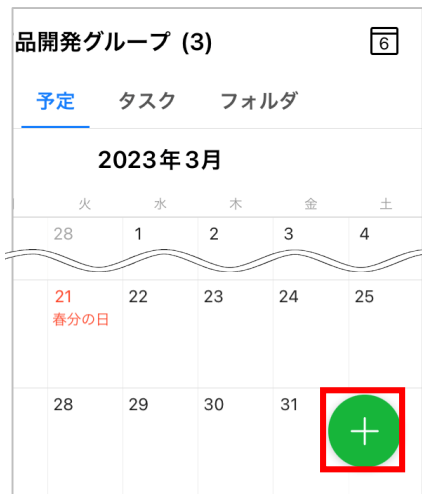 品開発グループ (3)
6
予定 タスク フォルダ
2023年3月
火 水 木 金 土
28 1 2 3 4
21 22 23 24 25
春分の日
28 29 30 31